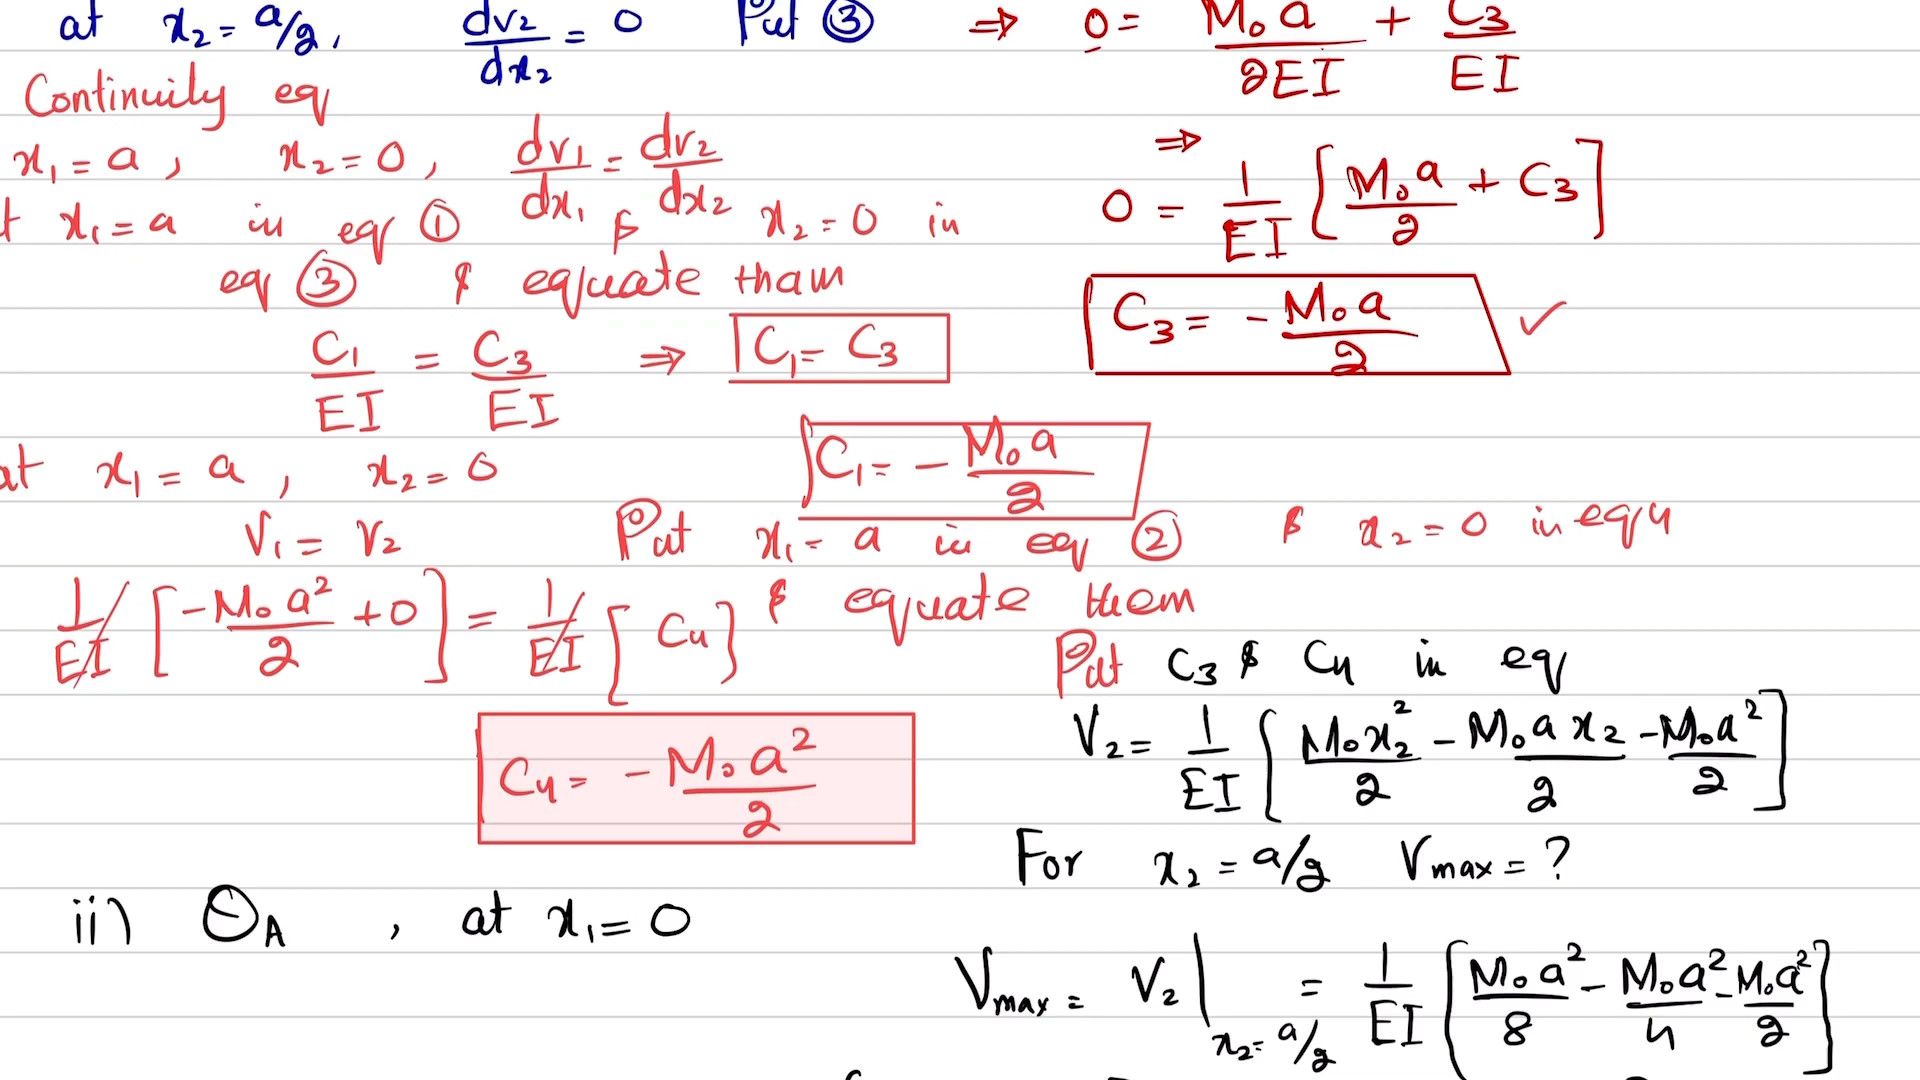 at x₂ = a/2, dv₂/dx₂ = 0 Put ③ ⇒ 0 = M₀a/2EI + C₃/EI
Continuity eq
x₁ = a, x₂ = 0, dv₁/dx₁ = dv₂/dx₂
x₁ = a in eq ① & x₂ = 0 in
eq ③ & equate tham
C₁/EI = C₃/EI ⇒ C₁ = C₃
⇒ 0 = 1/EI [M₀a/2 + C₃]
C₃ = -M₀a/2 ✓
C₁ = -M₀a/2
at x₁ = a, x₂ = 0
V₁ = V₂ Put x₁ = a in eq ② & x₂ = 0 in eq 4
& equate them
1/EI [-M₀a²/2 + 0] = 1/EI [C₄]
C₄ = -M₀a²/2
Put C₃ & C₄ in eq
V₂ = 1/EI [M₀x₂²/2 - M₀ax₂/2 - M₀a²/2]
For x₂ = a/2 Vmax = ?
Vmax = V₂|x₂=a/2 = 1/EI [M₀a²/8 - M₀a²/4 - M₀a²/2]
ii) ΘA, at x₁ = 0